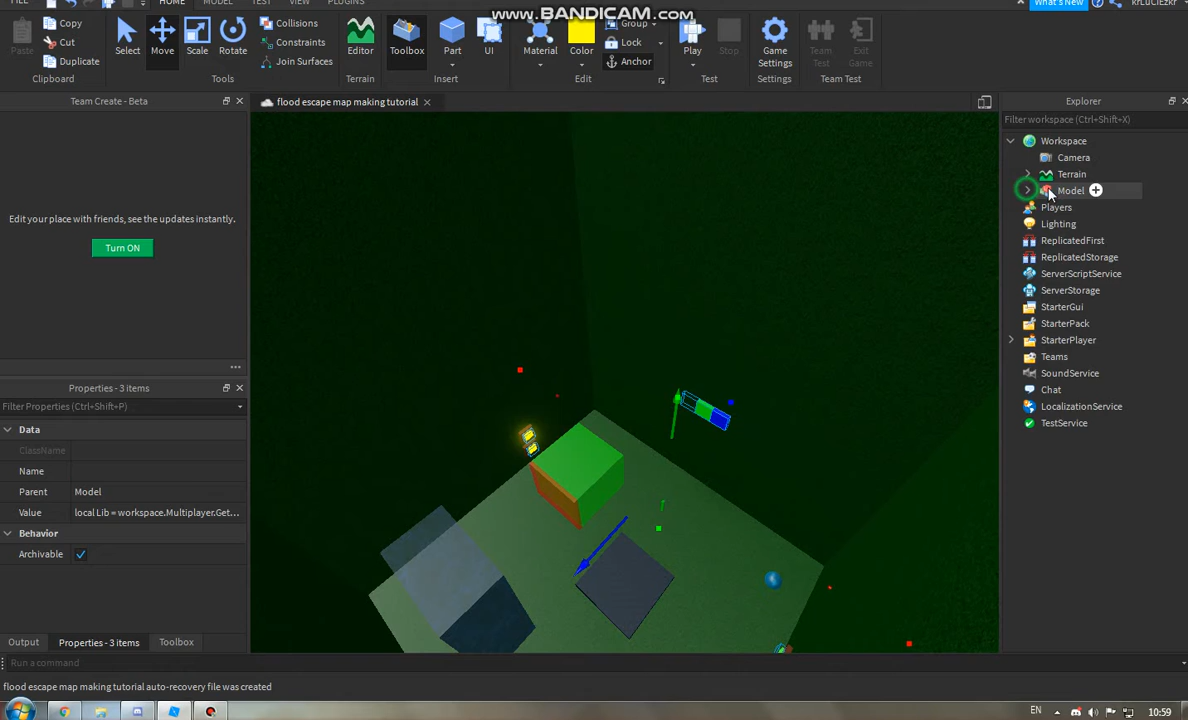 FILE
HOME
MODEL
TEST
VIEW
PLUGINS
www.BANDICAM.com
What's New
krLUCIEzkr
Paste
Copy
Cut
Duplicate
Clipboard
Select
Move
Scale
Rotate
Collisions
Constraints
Join Surfaces
Tools
Editor
Terrain
Toolbox
Part
UI
Insert
Material
Color
Group
Lock
Anchor
Edit
Play
Stop
Test
Game Settings
Settings
Team Test
Exit Game
Team Test
Team Create - Beta
flood escape map making tutorial
Edit your place with friends, see the updates instantly.
Turn ON
Properties - 3 items
Filter Properties (Ctrl+Shift+P)
Data
ClassName
Name
Parent Model
Value local Lib = workspace.Multiplayer.Get...
Behavior
Archivable
Output
Properties - 3 items
Toolbox
Explorer
Filter workspace (Ctrl+Shift+X)
Workspace
Camera
Terrain
Model
Players
Lighting
ReplicatedFirst
ReplicatedStorage
ServerScriptService
ServerStorage
StarterGui
StarterPack
StarterPlayer
Teams
SoundService
Chat
LocalizationService
TestService
Run a command
flood escape map making tutorial auto-recovery file was created
EN
10:59